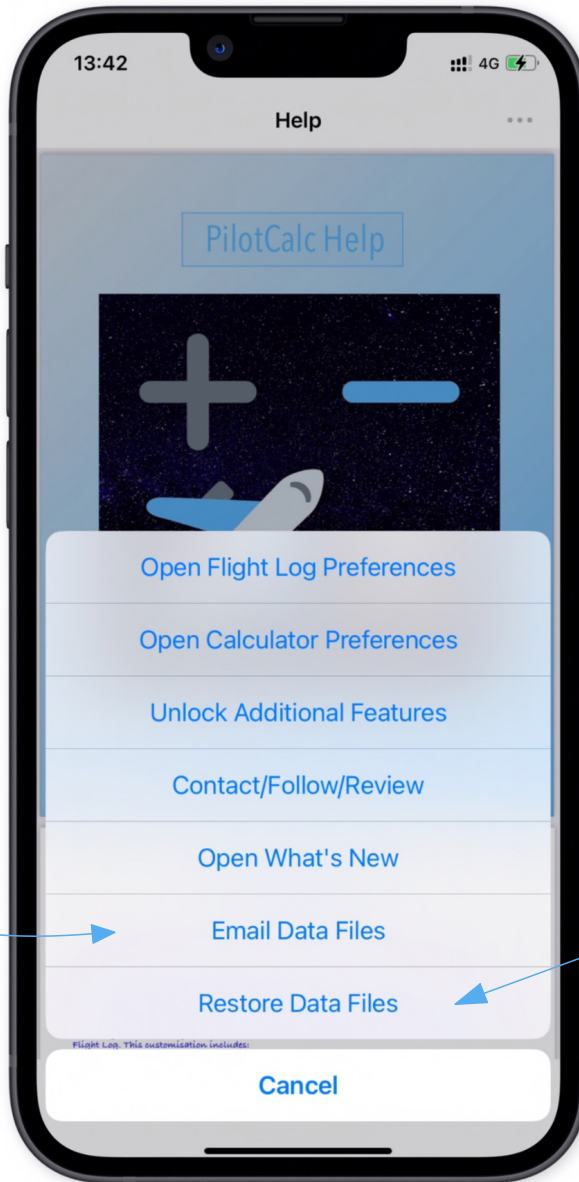 13:42
4G
Help
PilotCalc Help
Open Flight Log Preferences
Open Calculator Preferences
Unlock Additional Features
Contact/Follow/Review
Open What's New
Email Data Files
Restore Data Files
Flight Log. This customisation includes:
Cancel